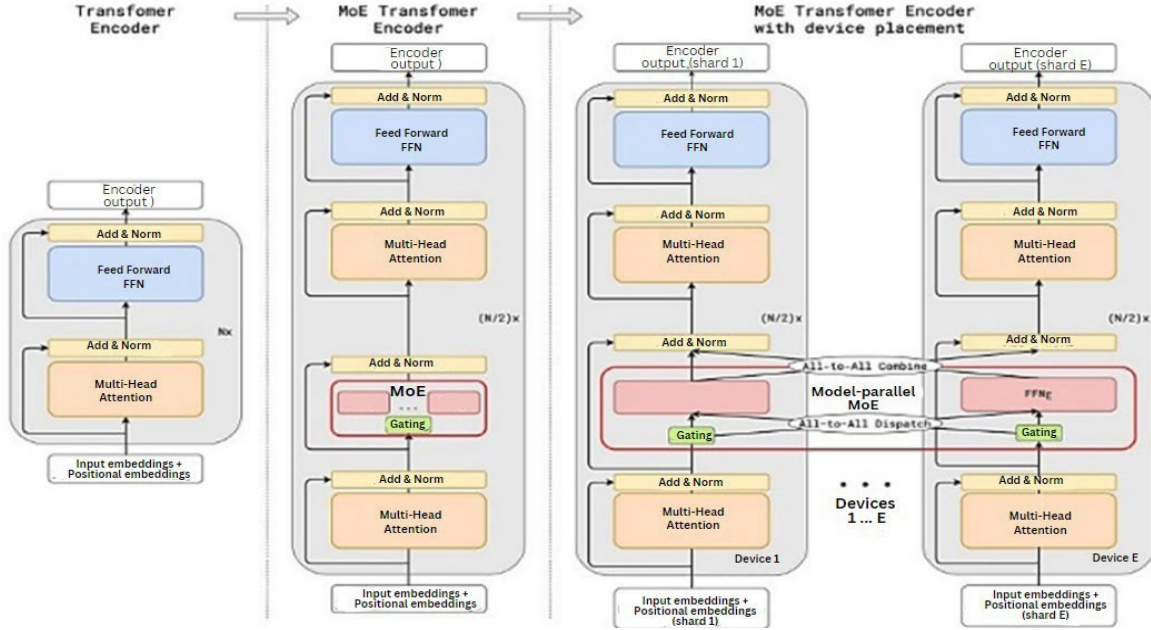 Transfomer
Encoder
Encoder
output )
Add & Norm
Feed Forward
FFN
Nx
Add & Norm
Multi-Head
Attention
Input embeddings +
Positional embeddings
MoE Transfomer
Encoder
Encoder
output )
Add & Norm
Feed Forward
FFN
Add & Norm
Multi-Head
Attention
(N/2)x
Add & Norm
MoE
...
Gating
Add & Norm
Multi-Head
Attention
Input embeddings +
Positional embeddings
MoE Transfomer Encoder
with device placement
Encoder
output (shard 1)
Add & Norm
Feed Forward
FFN
Add & Norm
Multi-Head
Attention
(N/2)x
Add & Norm
Gating
Add & Norm
Multi-Head
Attention
Device 1
Input embeddings +
Positional embeddings
(shard 1)
All-to-All Combine
Model-parallel
MoE
All-to-All Dispatch
• • •
Devices
1 ... E
Encoder
output (shard E)
Add & Norm
Feed Forward
FFN
Add & Norm
Multi-Head
Attention
(N/2)x
Add & Norm
FFNE
Gating
Add & Norm
Multi-Head
Attention
Device E
Input embeddings +
Positional embeddings
(shard E)